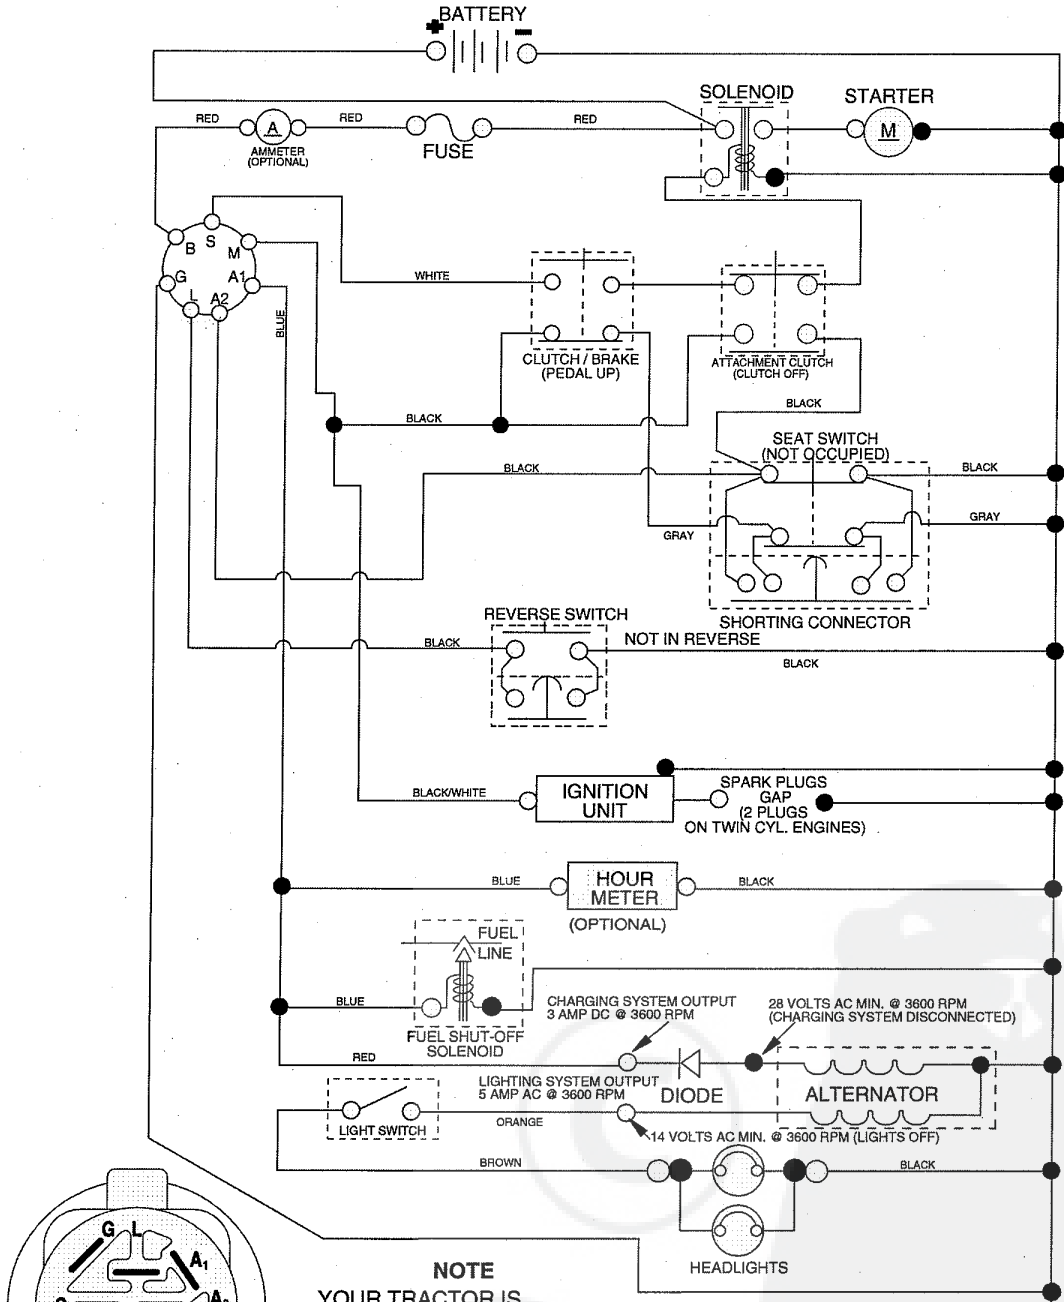 BATTERY
+
-
SOLENOID
STARTER
RED
A
RED
RED
M
AMMETER
(OPTIONAL)
FUSE
B
S
M
G
A1
L
A2
BLUE
WHITE
CLUTCH / BRAKE
(PEDAL UP)
ATTACHMENT CLUTCH
(CLUTCH OFF)
BLACK
BLACK
SEAT SWITCH
(NOT OCCUPIED)
BLACK
BLACK
GRAY
GRAY
SHORTING CONNECTOR
REVERSE SWITCH
BLACK
NOT IN REVERSE
BLACK
BLACK/WHITE
IGNITION
UNIT
SPARK PLUGS
GAP
(2 PLUGS
ON TWIN CYL. ENGINES)
BLUE
HOUR
METER
BLACK
(OPTIONAL)
FUEL
LINE
BLUE
FUEL SHUT-OFF
SOLENOID
CHARGING SYSTEM OUTPUT
3 AMP DC @ 3600 RPM
28 VOLTS AC MIN. @ 3600 RPM
(CHARGING SYSTEM DISCONNECTED)
RED
LIGHTING SYSTEM OUTPUT
5 AMP AC @ 3600 RPM
DIODE
ALTERNATOR
LIGHT SWITCH
ORANGE
14 VOLTS AC MIN. @ 3600 RPM (LIGHTS OFF)
BROWN
BLACK
HEADLIGHTS
G L
A1
NOTE
YOUR TRACTOR IS